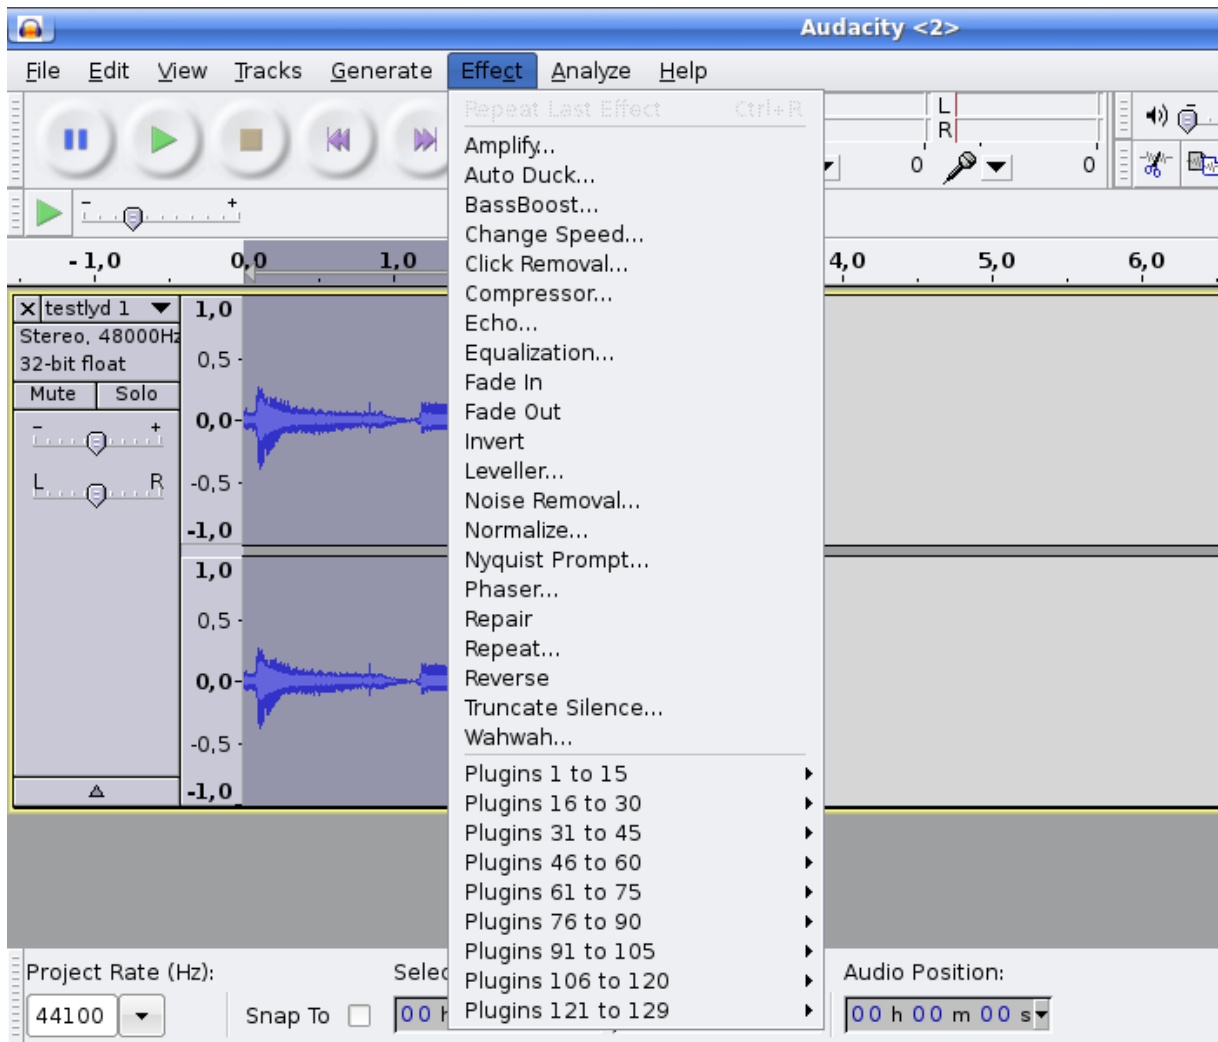 Audacity <2>
File Edit View Tracks Generate Effect Analyze Help
Repeat Last Effect Ctrl+R
Amplify...
Auto Duck...
BassBoost...
Change Speed...
Click Removal...
Compressor...
Echo...
Equalization...
Fade In
Fade Out
Invert
Leveller...
Noise Removal...
Normalize...
Nyquist Prompt...
Phaser...
Repair
Repeat...
Reverse
Truncate Silence...
Wahwah...
Plugins 1 to 15
Plugins 16 to 30
Plugins 31 to 45
Plugins 46 to 60
Plugins 61 to 75
Plugins 76 to 90
Plugins 91 to 105
Plugins 106 to 120
Plugins 121 to 129
L
R
0 0
- +
-1,0 0,0 1,0 4,0 5,0 6,0
testlyd 1
Stereo, 48000Hz
32-bit float
Mute Solo
- +
L R
1,0
0,5
0,0
-0,5
-1,0
1,0
0,5
0,0
-0,5
-1,0
Project Rate (Hz):
44100
Snap To
00
Audio Position:
00 h 00 m 00 s